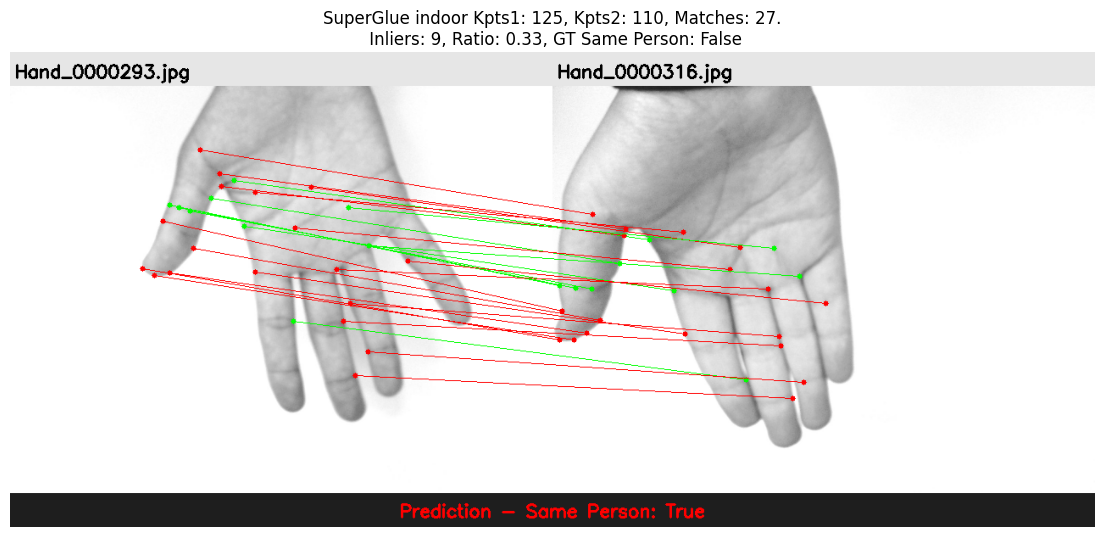 SuperGlue indoor Kpts1: 125, Kpts2: 110, Matches: 27.
Inliers: 9, Ratio: 0.33, GT Same Person: False
Hand_0000293.jpg
Hand_0000316.jpg
Prediction - Same Person: True